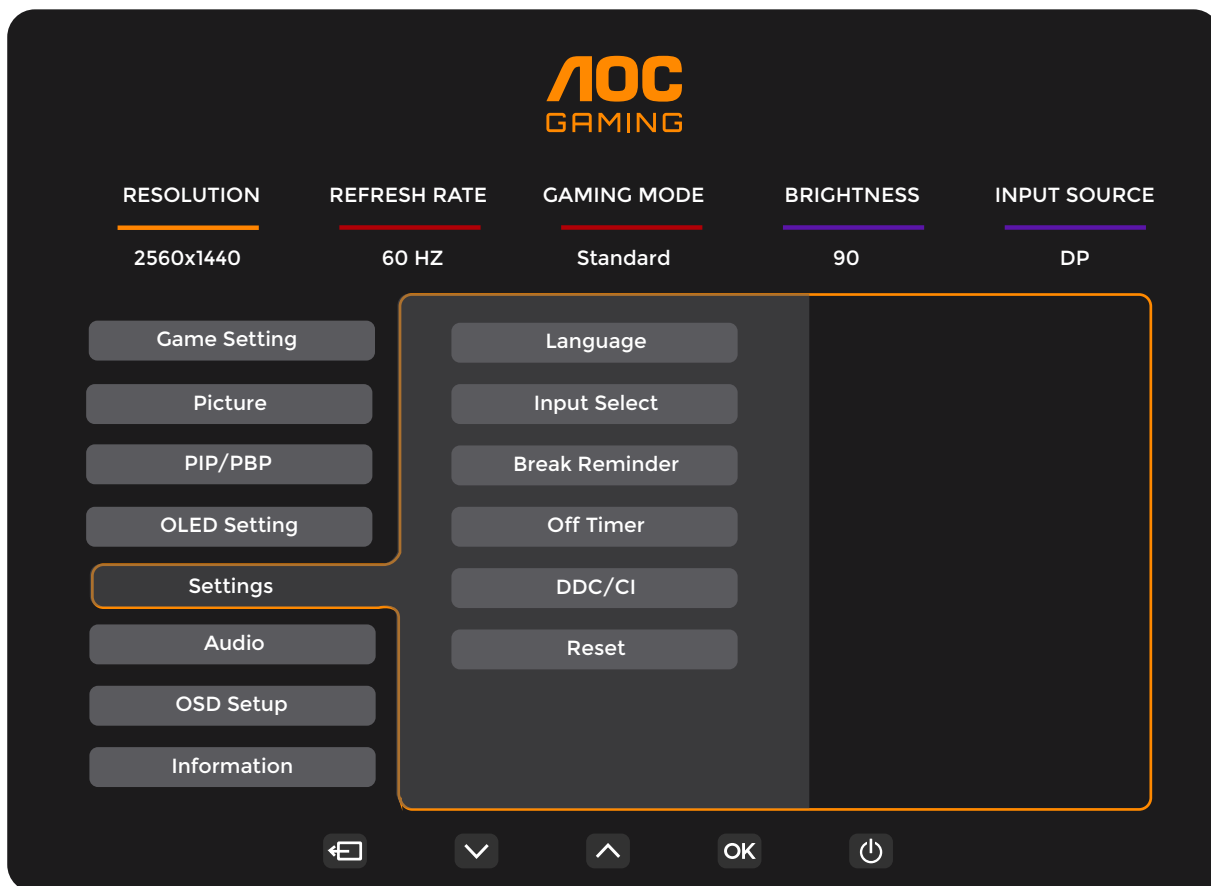 AOC
GAMING
RESOLUTION REFRESH RATE GAMING MODE BRIGHTNESS INPUT SOURCE
2560x1440 60 HZ Standard 90 DP
Game Setting
Picture
PIP/PBP
OLED Setting
Settings
Audio
OSD Setup
Information
Language
Input Select
Break Reminder
Off Timer
DDC/CI
Reset
OK